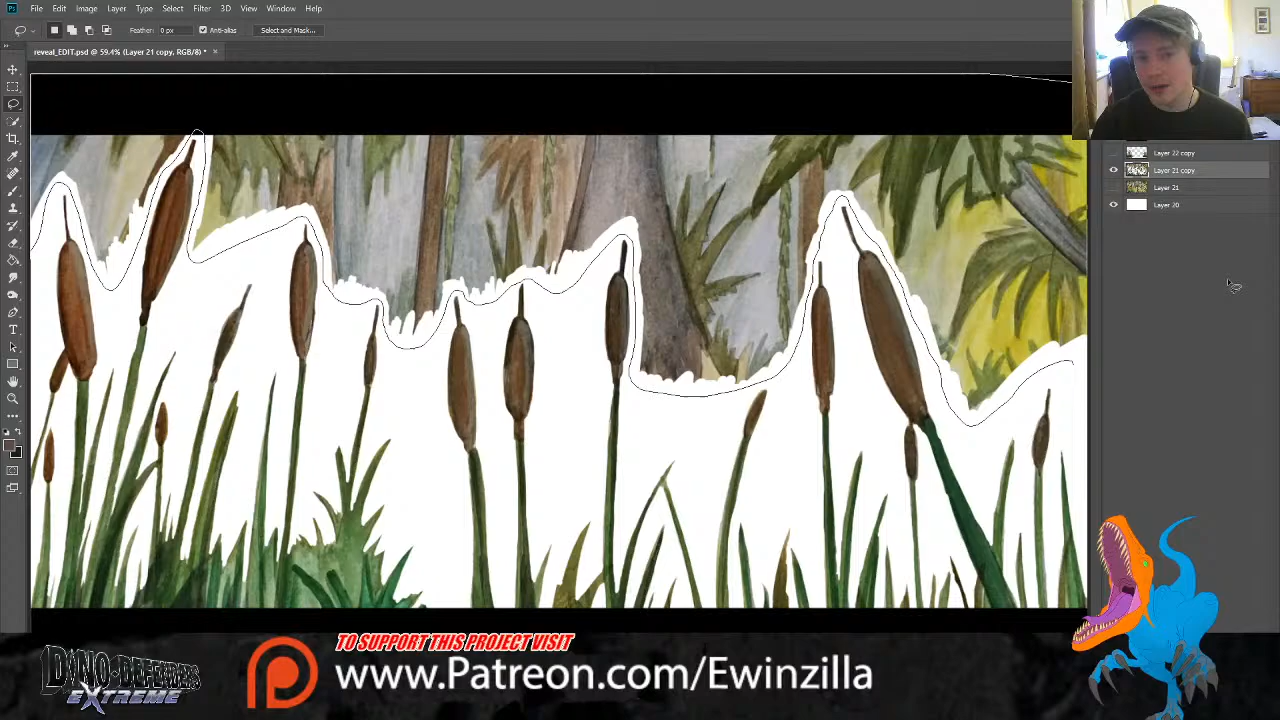 Ps File Edit Image Layer Type Select Filter 3D View Window Help
Feather: 0 px Anti-alias Select and Mask...
reveal_EDIT.psd @ 59.4% (Layer 21 copy, RGB/8) *
Layer 22 copy
Layer 21 copy
Layer 21
Layer 20
TO SUPPORT THIS PROJECT VISIT
www.Patreon.com/Ewinzilla
DINO-DEFENDERS
EXTREME